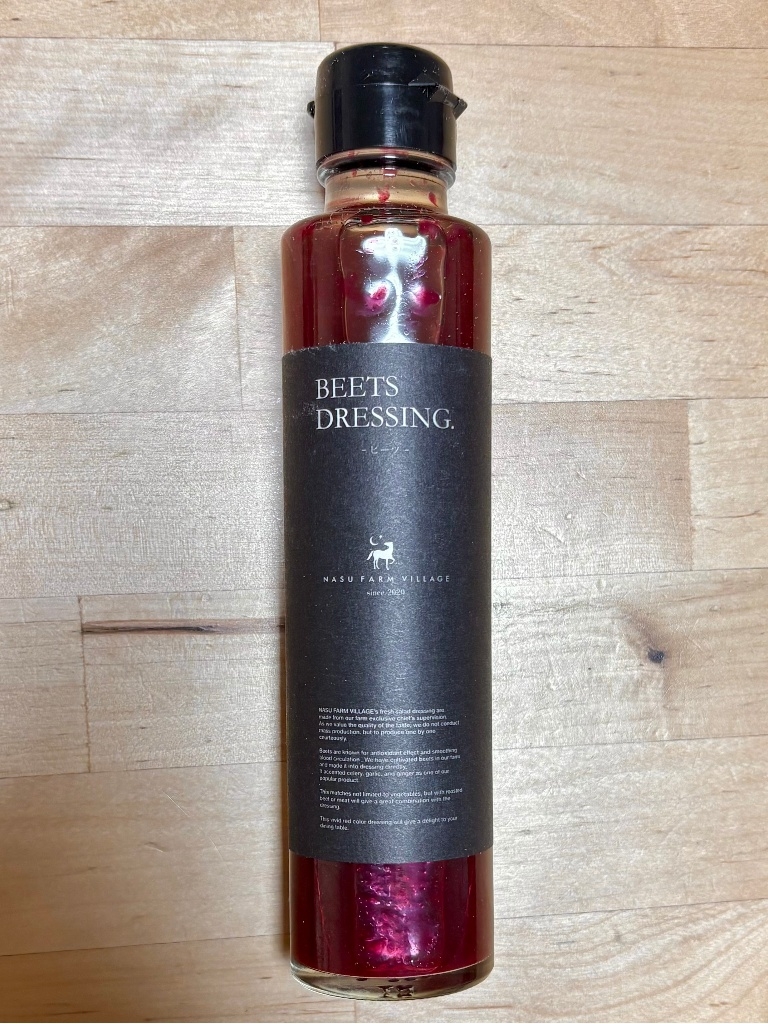 BEETS
DRESSING.
-ビーツ-
NASU FARM VILLAGE
since 2020
NASU FARM VILLAGE's fresh salad dressing are
made from our farm exclusive chief's supervision.
As we value the quality of the taste, we do not conduct
mass production, but to produce one by one
courteously.
Beets are known for antioxidant effect and smoothing
blood circulation . We have cultivated beets in our farm
and made it into dressing directly.
accented celery, garlic, and ginger as one of our
popular product.
This matches not limited to vegetables, but with roasted
beef or meat will give a great combination with the
dressing.
This vivid red color dressing will give a delight to your
dining table.